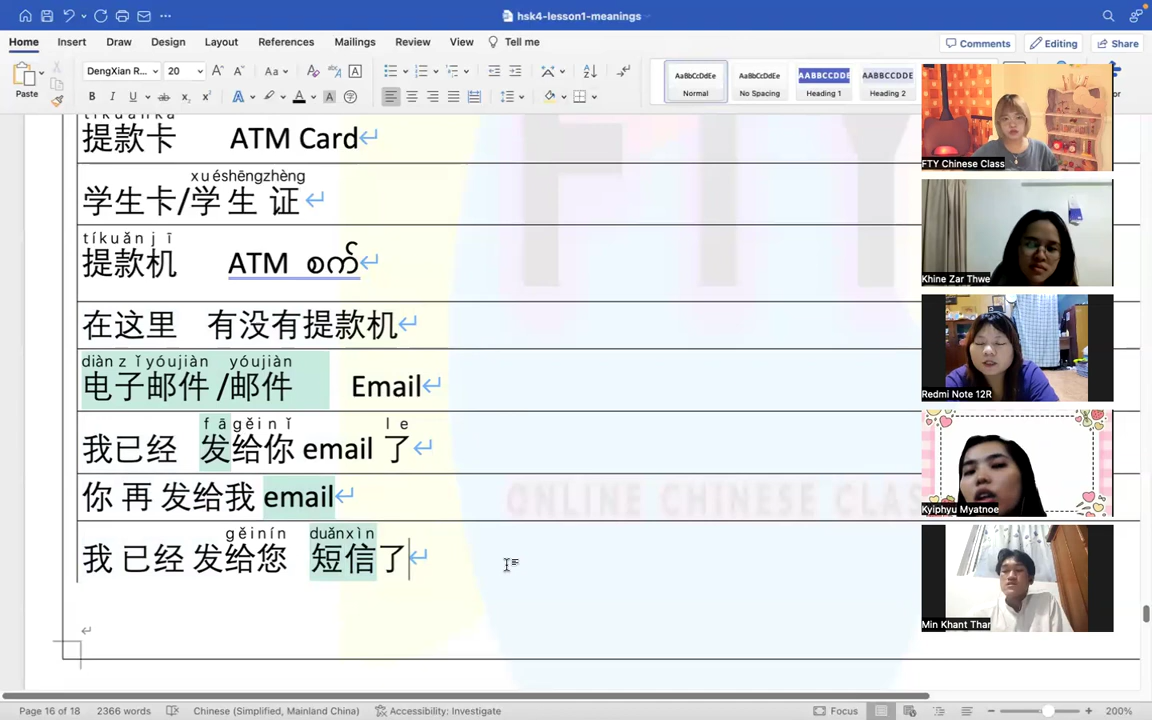 hsk4-lesson1-meanings
Home Insert Draw Design Layout References Mailings Review View Tell me
Comments Editing Share
Paste
DengXian R... 20
AaBbCcDdEe AaBbCcDdEe AABBCCDDE AABBCCDDEE
Normal No Spacing Heading 1 Heading 2
提款卡 ATM Card
xuéshēngzhèng
学生卡/学生证
tíkuǎnjī
提款机 ATM စက်
在这里 有没有提款机
diànzǐyóujiàn yóujiàn
电子邮件/邮件 Email
fāgěinǐ le
我已经 发给你 email 了
你 再 发给我 email
gěinín duǎnxìn
我 已经 发给您 短信了
FTY
ONLINE CHINESE CLAS
FTY Chinese Class
Khine Zar Thwe
Redmi Note 12R
Kyiphyu Myatnoe
Min Khant Thar
Page 16 of 18 2366 words Chinese (Simplified, Mainland China) Accessibility: Investigate Focus 200%